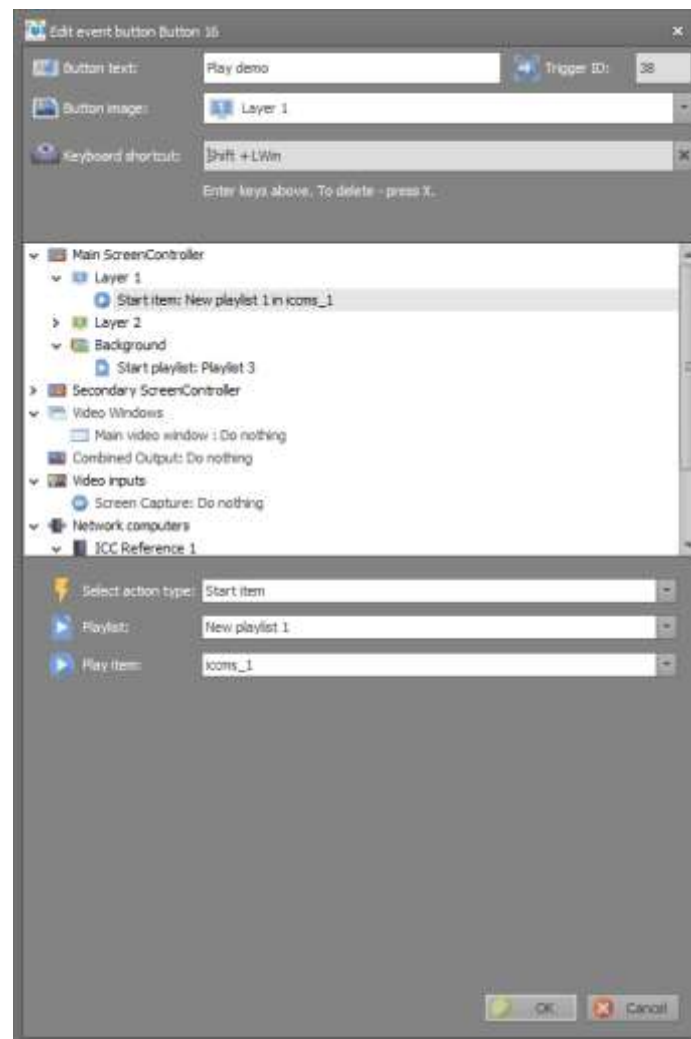 Edit event button Button 16
Button text: Play demo Trigger ID: 38
Button image: Layer 1
Keyboard shortcut: Shift + LWin
Enter keys above. To delete - press X.
Main ScreenController
Layer 1
Start item: New playlist 1 in icoms_1
Layer 2
Background
Start playlist: Playlist 3
Secondary ScreenController
Video Windows
Main video window : Do nothing
Combined Output: Do nothing
Video inputs
Screen Capture: Do nothing
Network computers
ICC Reference 1
Select action type: Start item
Playlist: New playlist 1
Play item: icoms_1
OK Cancel